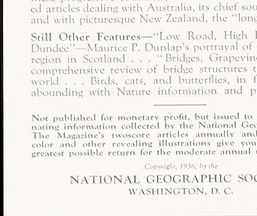 ed articles dealing with Australia, its chief sou
and with picturesque New Zealand, the "long
Still Other Features—"Low Road, High
Dundee"—Maurice P. Dunlap's portrayal of
region in Scotland . . . "Bridges, Grapevin
comprehensive review of bridge structures t
world . . . Birds, cats, and butterflies, in f
abounding with Nature information and p
Not published for monetary profit, but issued to
nating information collected by the National Geo
The Magazine's twoscore articles annually and
color and other revealing illustrations give you
greatest possible return for the moderate annual
Copyright, 1936, by the
NATIONAL GEOGRAPHIC SOC
WASHINGTON, D. C.